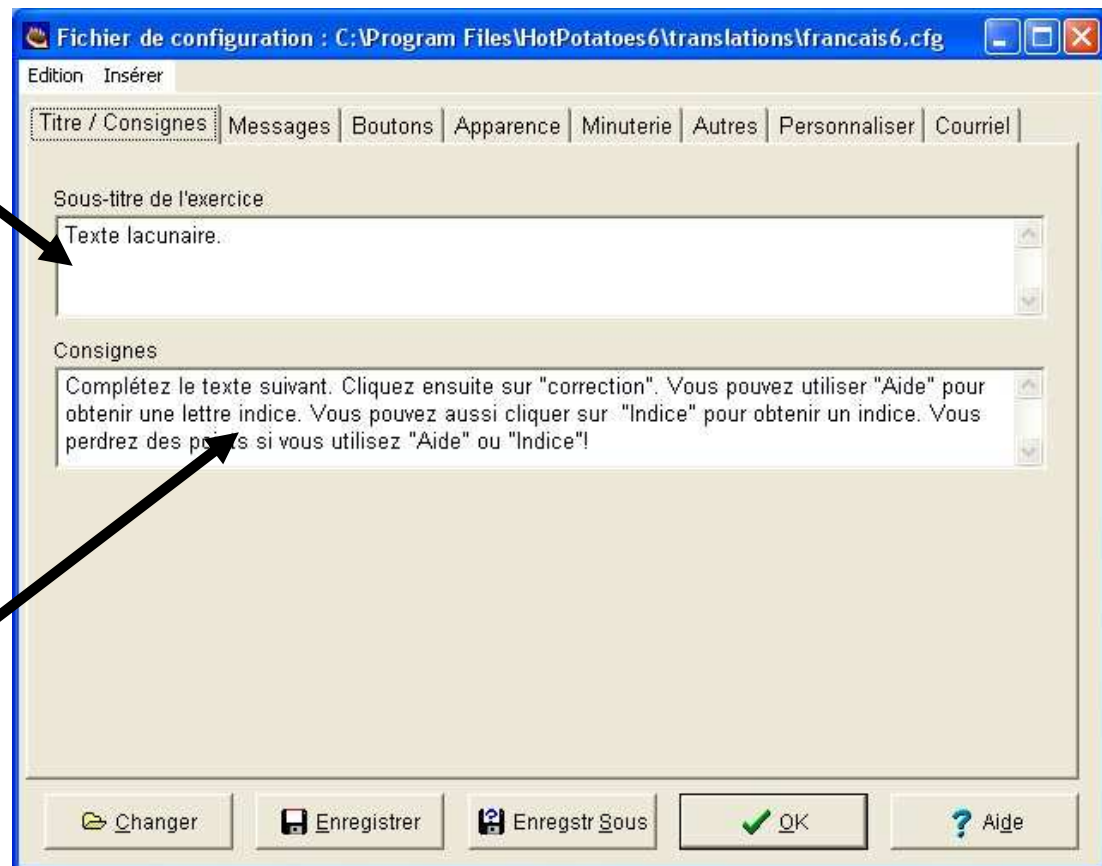 Fichier de configuration : C:\Program Files\HotPotatoes6\translations\francais6.cfg
Edition Insérer
Titre / Consignes Messages Boutons Apparence Minuterie Autres Personnaliser Courriel
Sous-titre de l'exercice
Texte lacunaire.
Consignes
Complétez le texte suivant. Cliquez ensuite sur "correction". Vous pouvez utiliser "Aide" pour
obtenir une lettre indice. Vous pouvez aussi cliquer sur "Indice" pour obtenir un indice. Vous
perdrez des points si vous utilisez "Aide" ou "Indice"!
Changer Enregistrer Enregstr Sous OK Aide